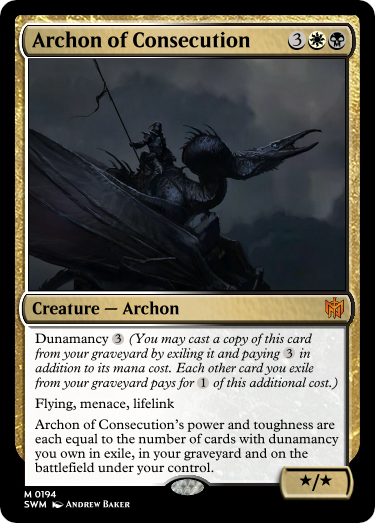 Archon of Consecution 3
Creature — Archon
Dunamancy 3 (You may cast a copy of this card
from your graveyard by exiling it and paying 3 in
addition to its mana cost. Each other card you exile
from your graveyard pays for 1 of this additional cost.)
Flying, menace, lifelink
Archon of Consecution's power and toughness are
each equal to the number of cards with dunamancy
you own in exile, in your graveyard and on the
battlefield under your control.
★/★
M 0194
SWM Andrew Baker